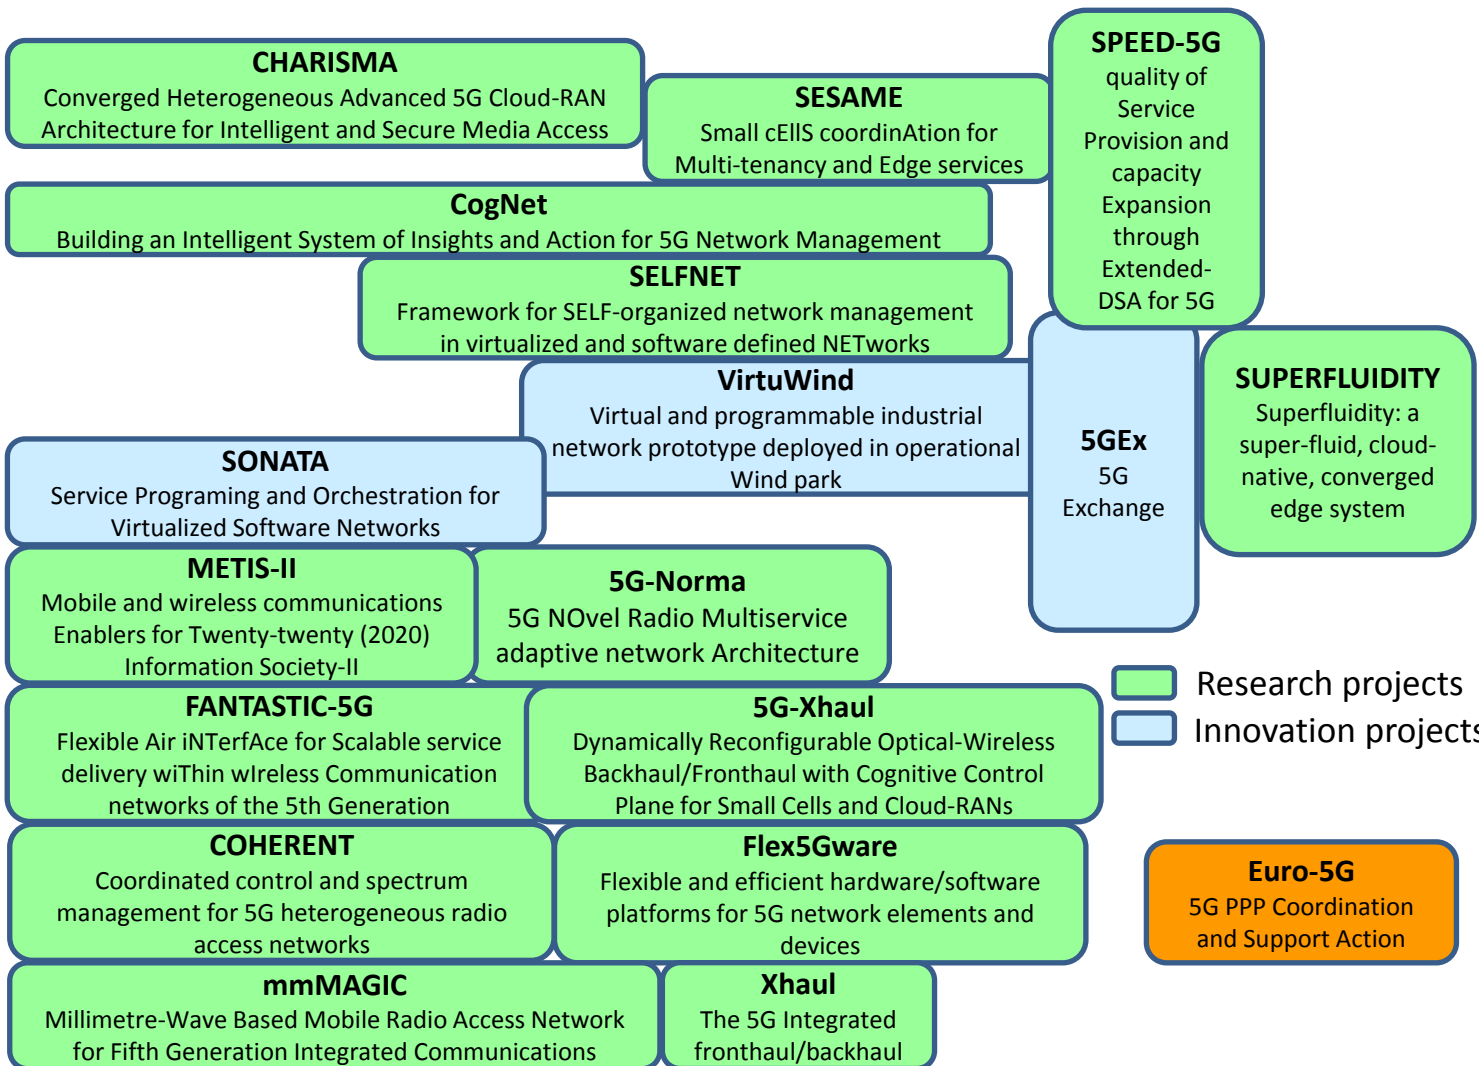 CHARISMA
Converged Heterogeneous Advanced 5G Cloud-RAN
Architecture for Intelligent and Secure Media Access
SESAME
Small cEllS coordinAtion for
Multi-tenancy and Edge services
SPEED-5G
quality of
Service
Provision and
capacity
Expansion
through
Extended-
DSA for 5G
CogNet
Building an Intelligent System of Insights and Action for 5G Network Management
SELFNET
Framework for SELF-organized network management
in virtualized and software defined NETworks
VirtuWind
Virtual and programmable industrial
network prototype deployed in operational
Wind park
5GEx
5G
Exchange
SUPERFLUIDITY
Superfluidity: a
super-fluid, cloud-
native, converged
edge system
SONATA
Service Programing and Orchestration for
Virtualized Software Networks
METIS-II
Mobile and wireless communications
Enablers for Twenty-twenty (2020)
Information Society-II
5G-Norma
5G NOvel Radio Multiservice
adaptive network Architecture
Research projects
Innovation projects
FANTASTIC-5G
Flexible Air iNTerfAce for Scalable service
delivery wiThin wIreless Communication
networks of the 5th Generation
5G-Xhaul
Dynamically Reconfigurable Optical-Wireless
Backhaul/Fronthaul with Cognitive Control
Plane for Small Cells and Cloud-RANs
COHERENT
Coordinated control and spectrum
management for 5G heterogeneous radio
access networks
Flex5Gware
Flexible and efficient hardware/software
platforms for 5G network elements and
devices
Euro-5G
5G PPP Coordination
and Support Action
mmMAGIC
Millimetre-Wave Based Mobile Radio Access Network
for Fifth Generation Integrated Communications
Xhaul
The 5G Integrated
fronthaul/backhaul